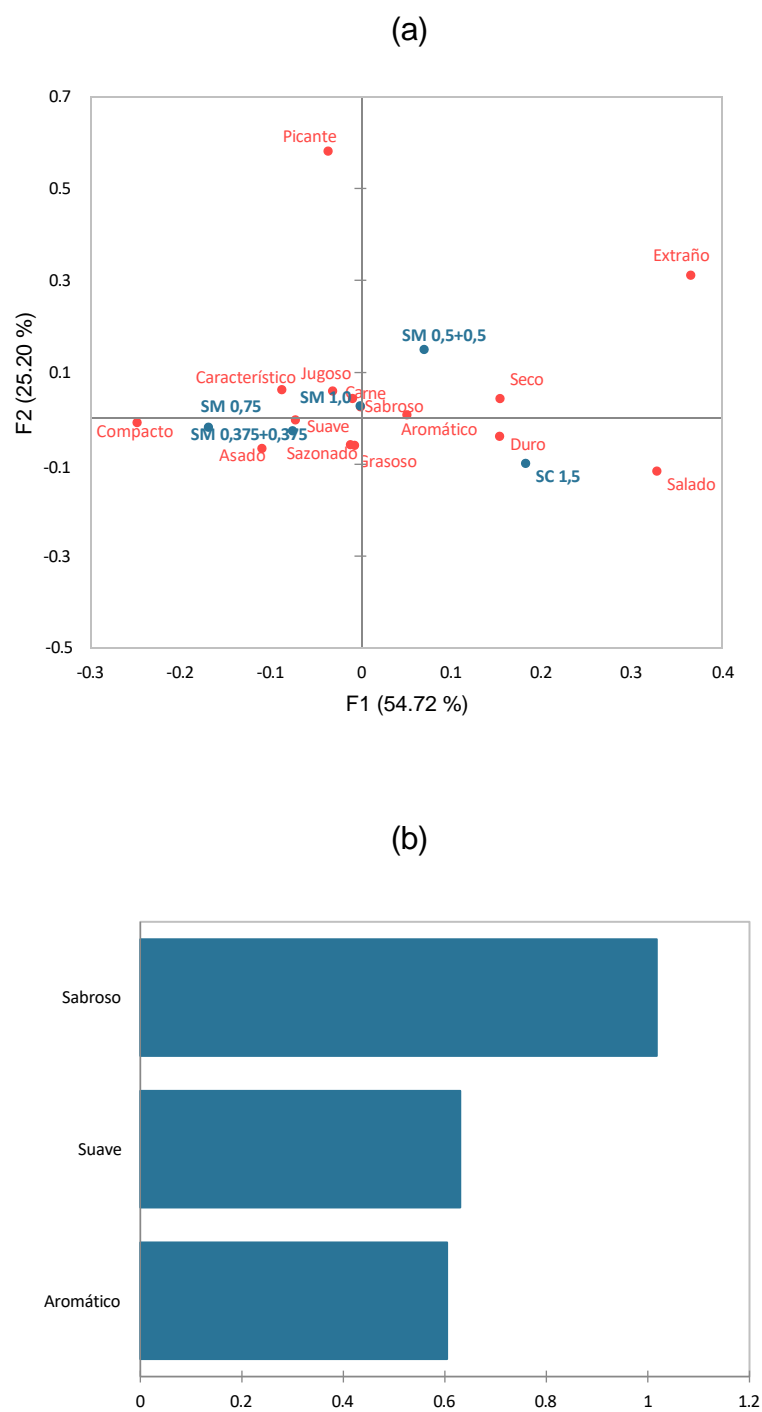 (a)
0.7
Picante
0.5
Extraño
0.3
SM 0,5+0,5
0.1
Característico
Jugoso
Carne
Seco
SM 0,75
SM 1,0
Sabroso
Compacto
SM 0,375+0,375
Suave
Aromático
Duro
Asado
Sazonado
Grasoso
-0.1
SC 1,5
Salado
-0.3
-0.5
F2 (25.20 %)
-0.3 -0.2 -0.1 0 0.1 0.2 0.3 0.4
F1 (54.72 %)
(b)
Sabroso
Suave
Aromático
0 0.2 0.4 0.6 0.8 1 1.2